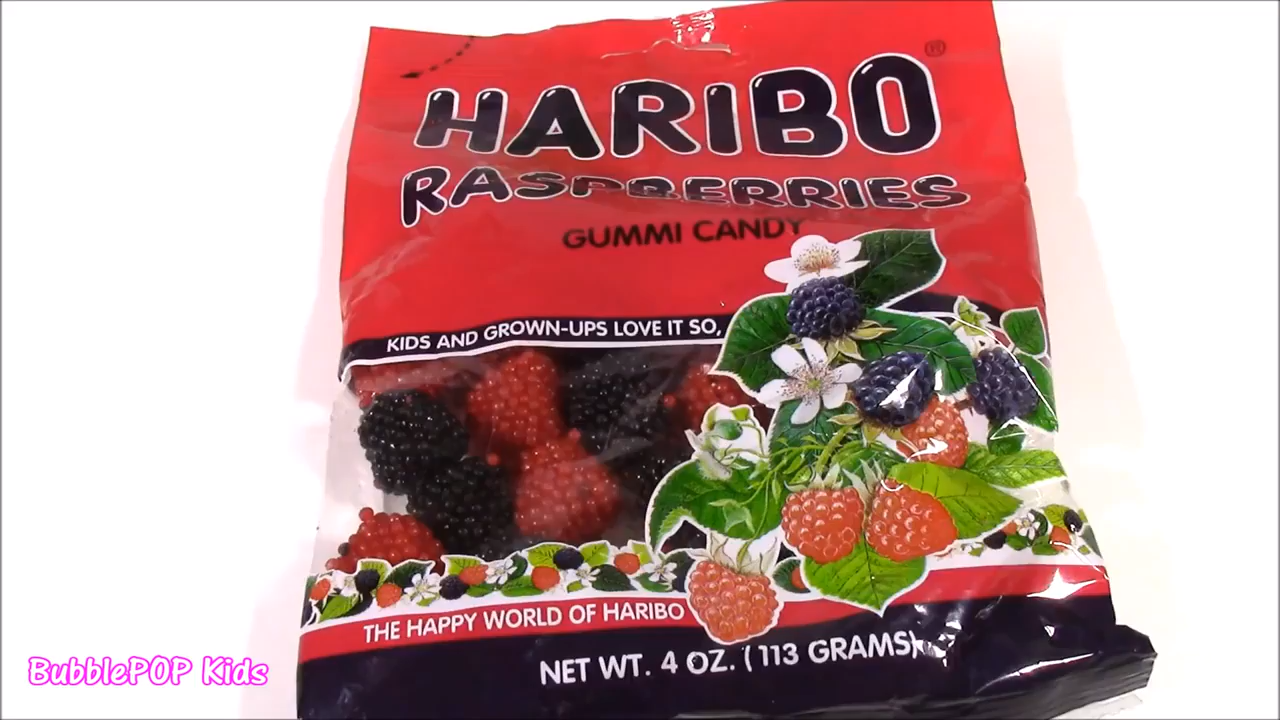 HARIBO®
RASPBERRIES
GUMMI CANDY
KIDS AND GROWN-UPS LOVE IT SO,
THE HAPPY WORLD OF HARIBO
NET WT. 4 OZ. (113 GRAMS)
BubblePOP Kids